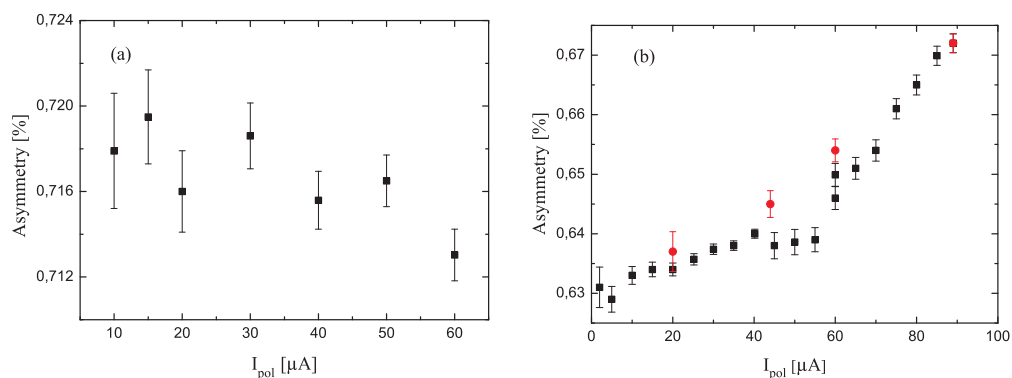 (a)
Asymmetry [%]
0,724
0,720
0,716
0,712
10 20 30 40 50 60
I_pol [µA]
(b)
Asymmetry [%]
0,67
0,66
0,65
0,64
0,63
0 20 40 60 80 100
I_pol [µA]